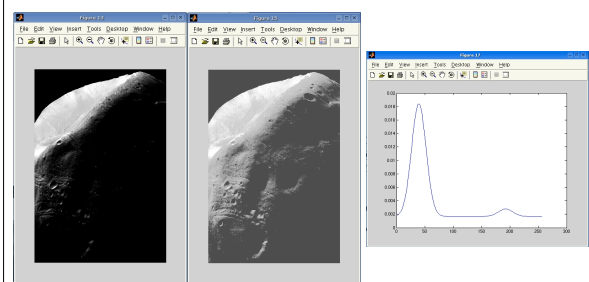 Figure 13
File Edit View Insert Tools Desktop Window Help
Figure 15
File Edit View Insert Tools Desktop Window Help
Figure 17
File Edit View Insert Tools Desktop Window Help
0.02
0.018
0.016
0.014
0.012
0.01
0.008
0.006
0.004
0.002
0
0 50 100 150 200 250 300